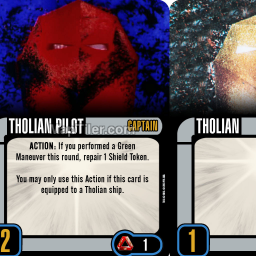 THOLIAN PILOT
CAPTAIN
ACTION: If you performed a Green
Maneuver this round, repair 1 Shield Token.
You may only use this Action if this card is
equipped to a Tholian ship.
2
1
THOLIAN
1